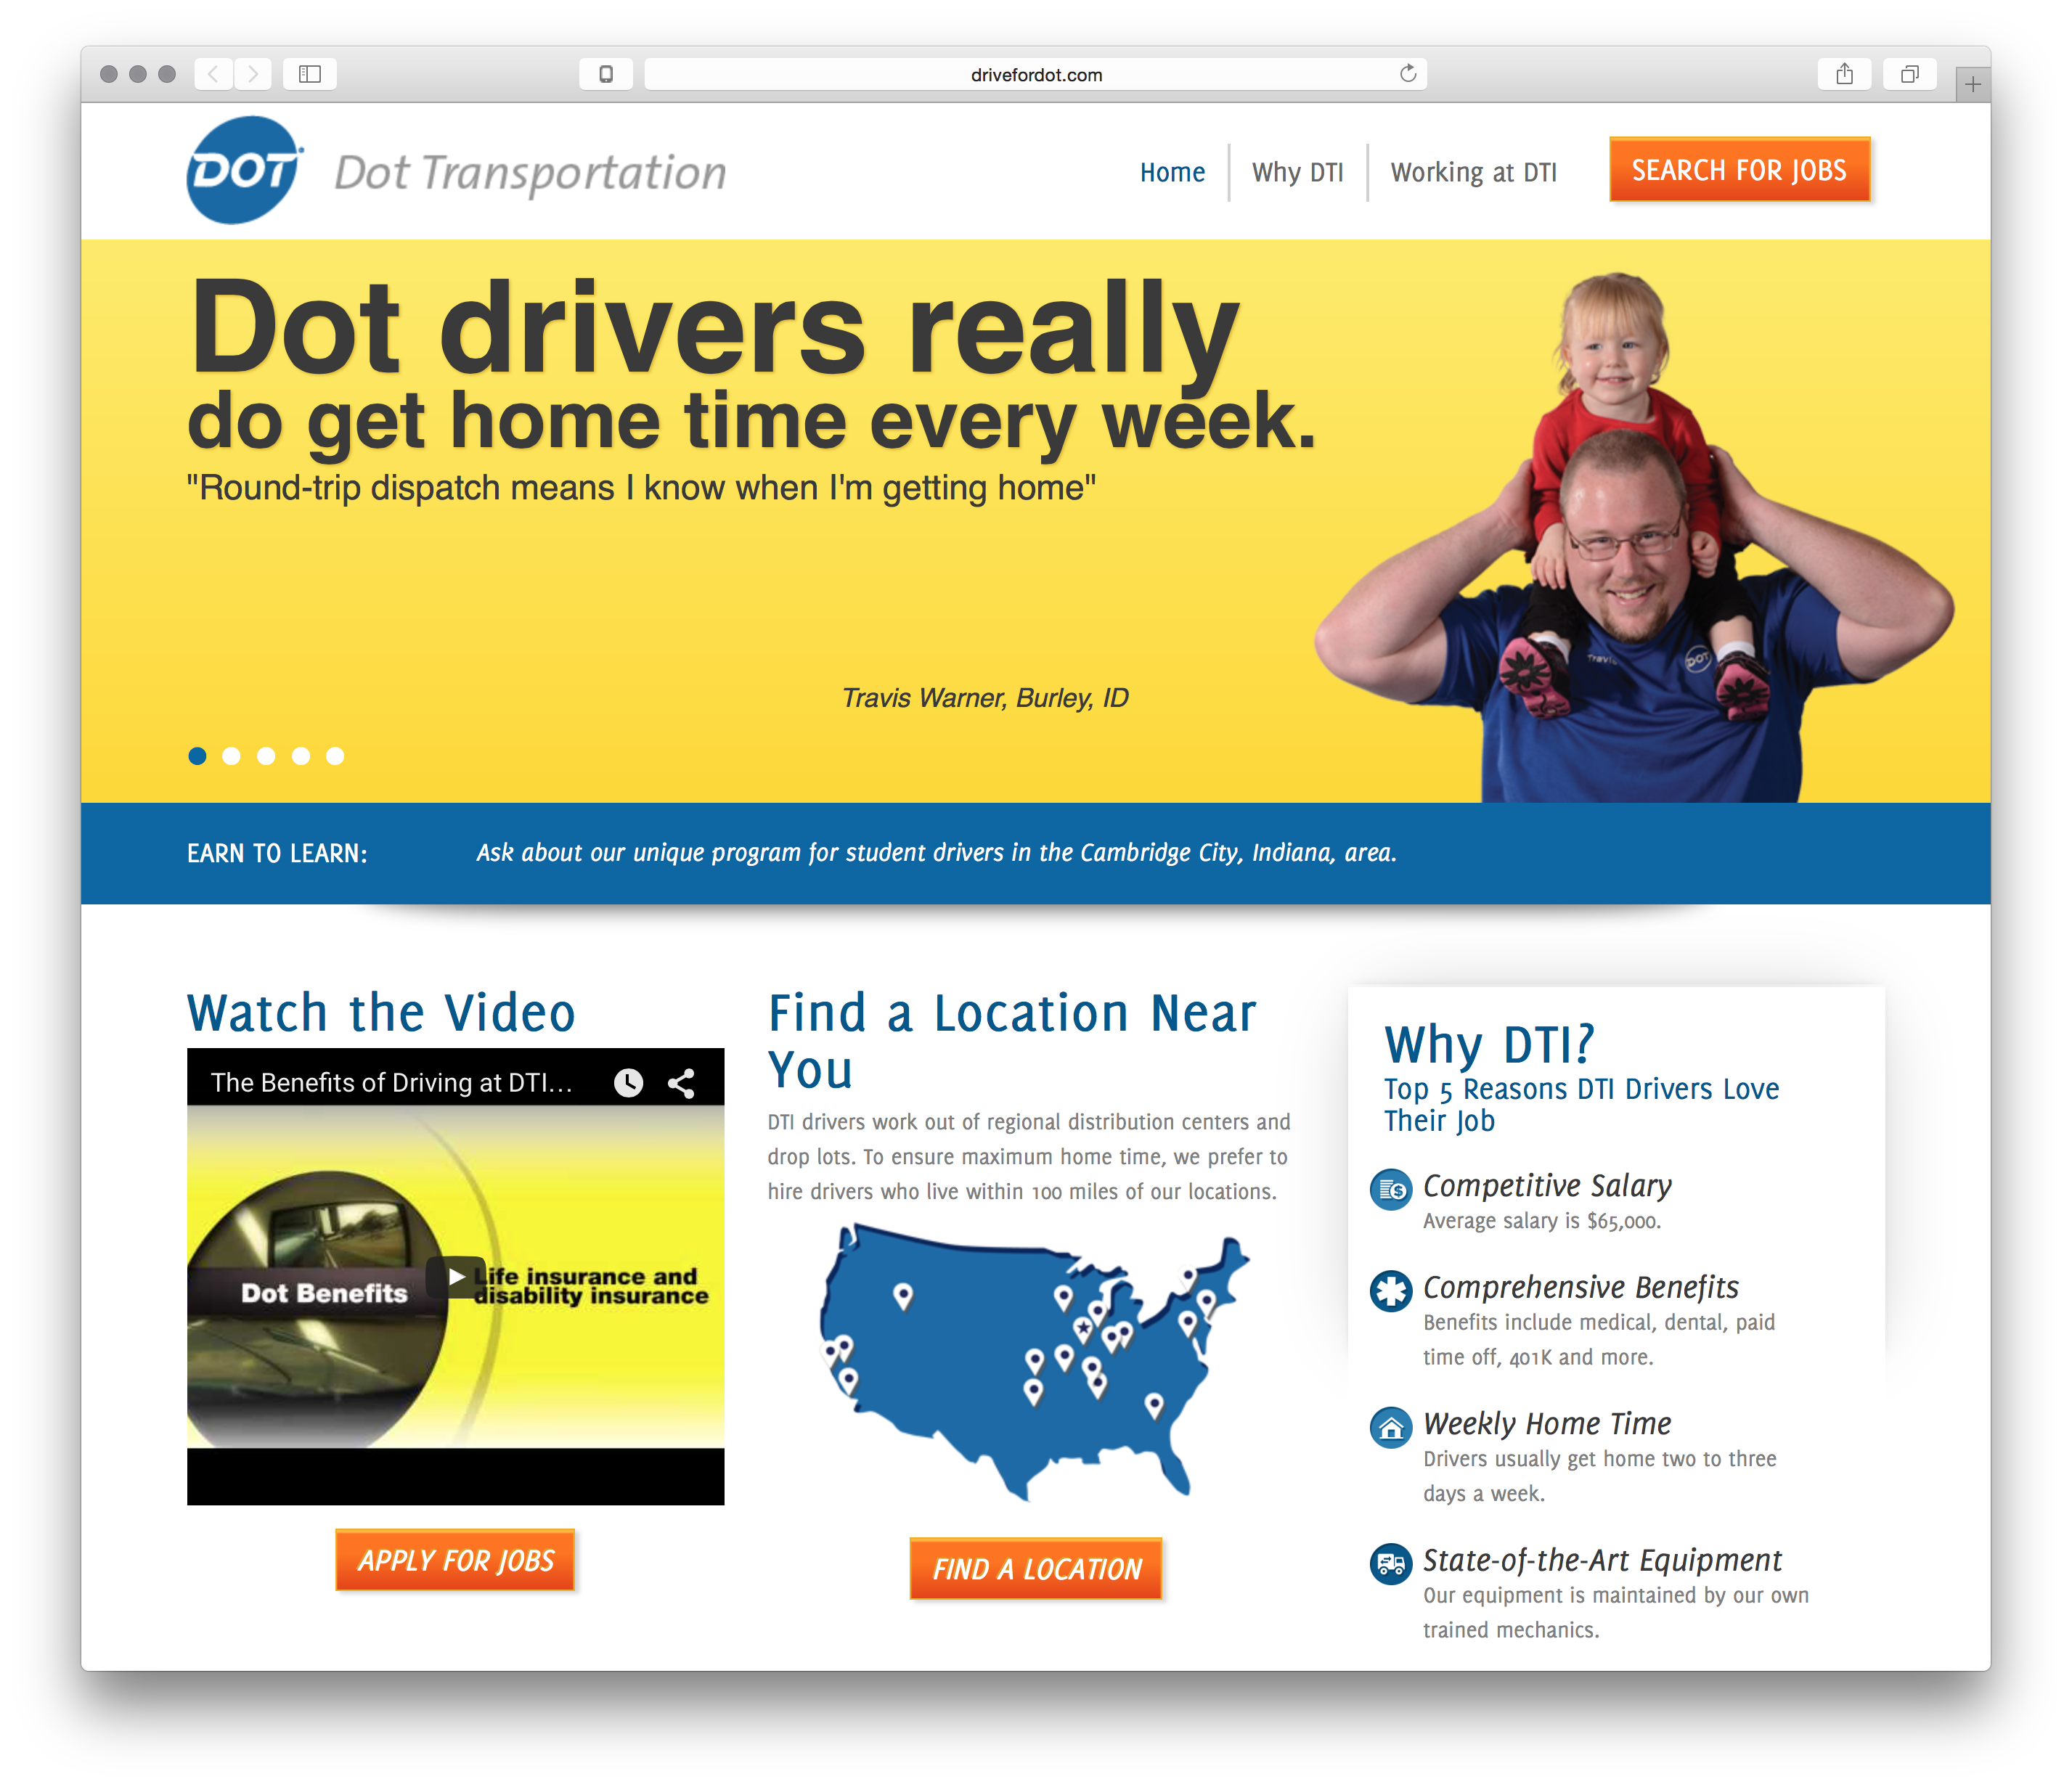 drivefordot.com
DOT
Dot Transportation
Home
Why DTI
Working at DTI
SEARCH FOR JOBS
Dot drivers really
do get home time every week.
"Round-trip dispatch means I know when I'm getting home"
Travis
DOT
Travis Warner, Burley, ID
EARN TO LEARN:
Ask about our unique program for student drivers in the Cambridge City, Indiana, area.
Watch the Video
The Benefits of Driving at DTI...
Dot Benefits
Life insurance and
disability insurance
APPLY FOR JOBS
Find a Location Near
You
DTI drivers work out of regional distribution centers and
drop lots. To ensure maximum home time, we prefer to
hire drivers who live within 100 miles of our locations.
FIND A LOCATION
Why DTI?
Top 5 Reasons DTI Drivers Love
Their Job
Competitive Salary
Average salary is $65,000.
Comprehensive Benefits
Benefits include medical, dental, paid
time off, 401K and more.
Weekly Home Time
Drivers usually get home two to three
days a week.
State-of-the-Art Equipment
Our equipment is maintained by our own
trained mechanics.